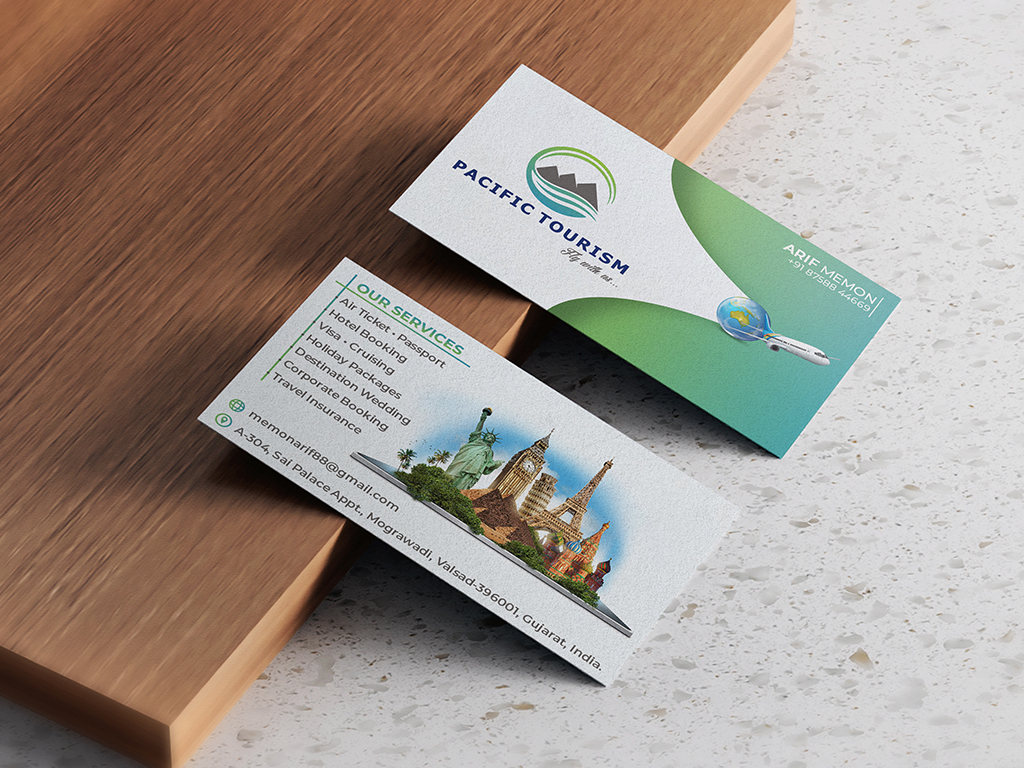 PACIFIC TOURISM
Fly with us...
ARIF MEMON
+91 87588 44669
OUR SERVICES
Air Ticket • Passport
Hotel Booking
Visa • Cruising
Holiday Packages
Destination Wedding
Corporate Booking
Travel Insurance
memonarif88@gmail.com
A-304, Sai Palace Appt., Mograwadi, Valsad-396001, Gujarat, India.